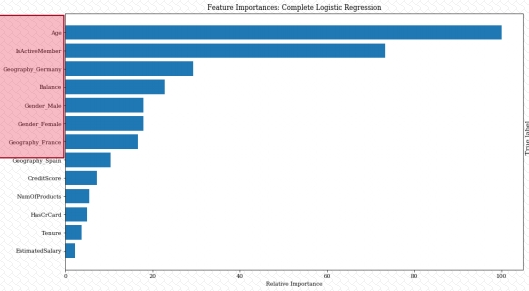 Feature Importances: Complete Logistic Regression
Age
IsActiveMember
Geography_Germany
Balance
Gender_Male
Gender_Female
Geography_France
Geography_Spain
CreditScore
NumOfProducts
HasCrCard
Tenure
EstimatedSalary
0 20 40 60 80 100
Relative Importance
True label